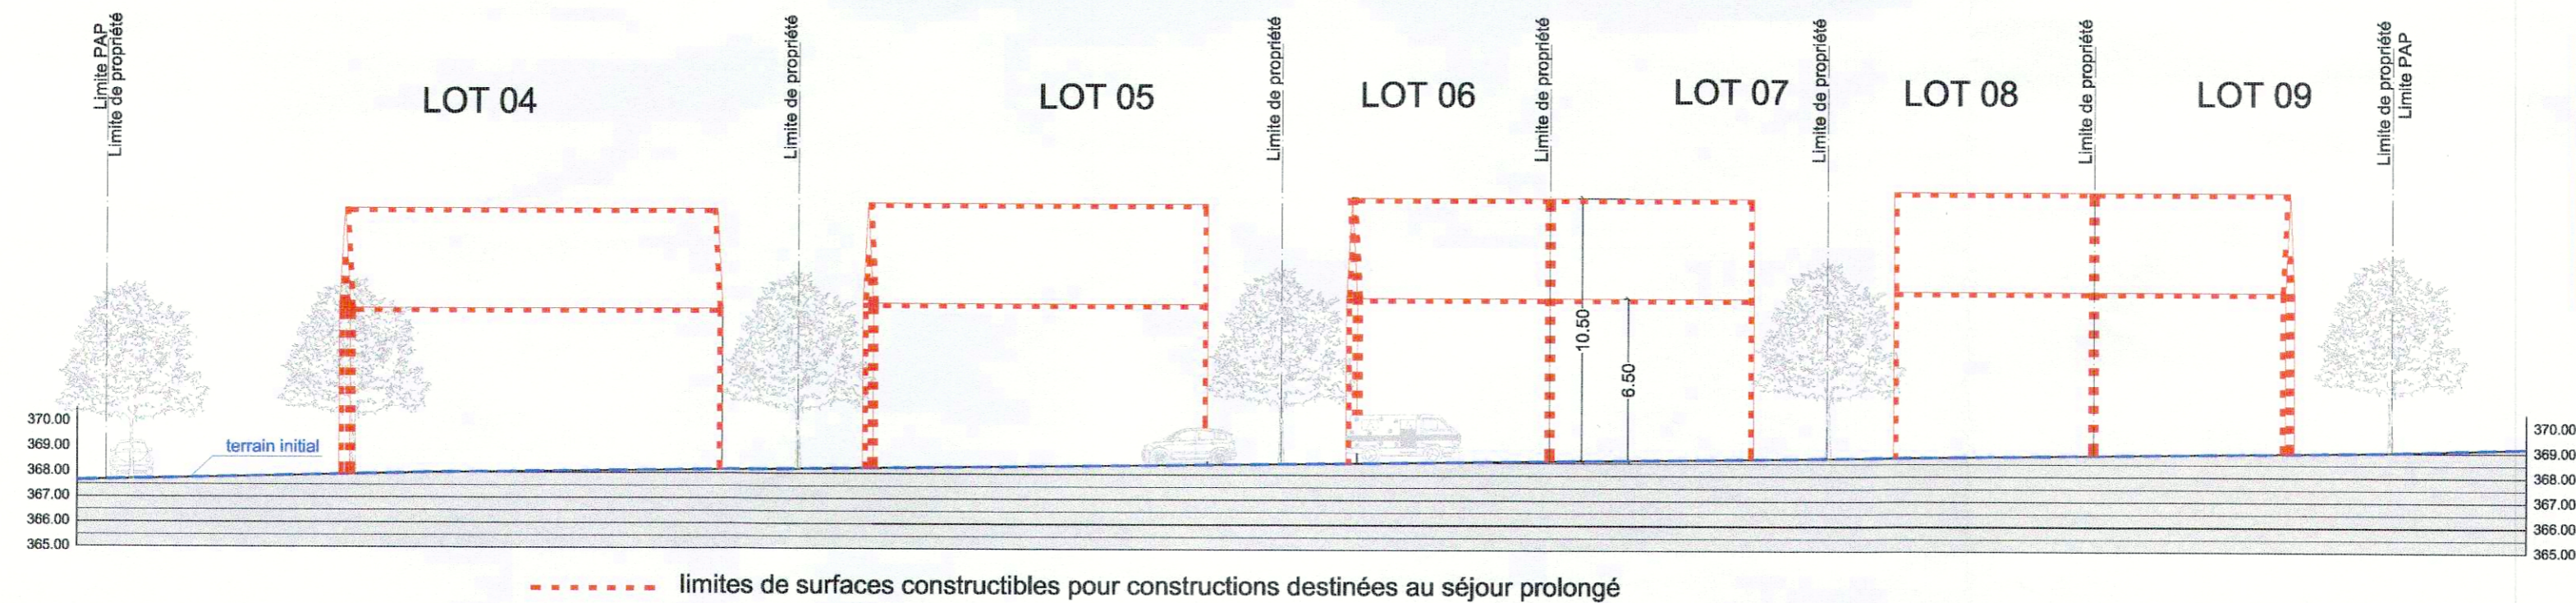 Limite PAP
Limite de propriété
LOT 04
Limite de propriété
LOT 05
Limite de propriété
LOT 06
Limite de propriété
LOT 07
Limite de propriété
LOT 08
Limite de propriété
LOT 09
Limite de propriété
Limite PAP
10.50
6.50
terrain initial
370.00
369.00
368.00
367.00
366.00
365.00
370.00
369.00
368.00
367.00
366.00
365.00
limites de surfaces constructibles pour constructions destinées au séjour prolongé